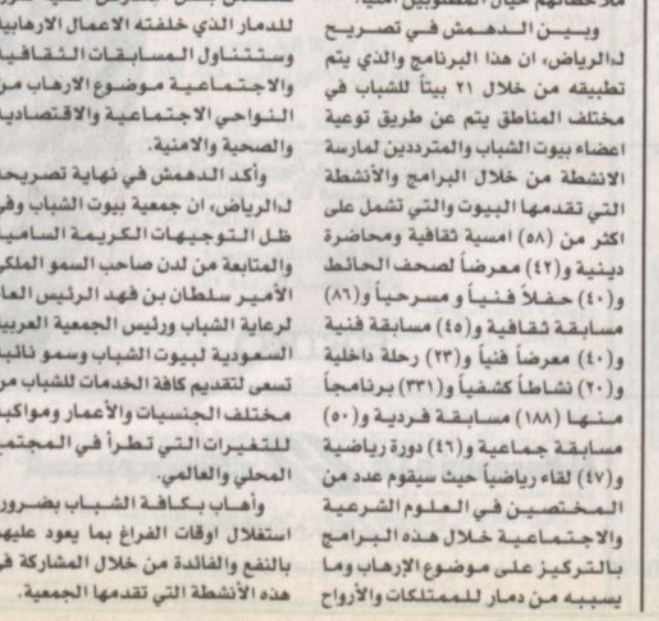 ملاحظاتهم حيال المطلوبين أمنياً.
وبين الدهمش في تصريح
لـ«الرياض» ان هذا البرنامج والذي يتم
تطبيقه من خلال ٢١ بيتاً للشباب في
مختلف المناطق يتم عن طريق توعية
اعضاء بيوت الشباب والمترددين لمارسة
الانشطة من خلال البرامج والأنشطة
التي تقدمها البيوت والتي تشمل على
اكثر من (٥٨) امسية ثقافية ومحاضرة
دينية و(٤٢) معرضاً لصحف الحائط
و(٤٠) حفلاً فنياً و مسرحياً و(٨٦)
مسابقة ثقافية و(٤٥) مسابقة فنية
و(٤٠) معرضاً فنياً و(٢٣) رحلة داخلية
و(٢٠) نشاطاً كشفياً و(٣٣١) برنامجاً
منها (١٨٨) مسابقة فردية و(٥٠)
مسابقة جماعية و(٤٦) دورة رياضية
و(٤٧) لقاء رياضياً حيث سيقوم عدد من
المختصين في العلوم الشرعية
والاجتماعية خلال هذه البرامج
بالتركيز على موضوع الإرهاب وما
يسببه من دمار للممتلكات والأرواح
للدمار الذي خلفته الاعمال الارهابية
وستتناول المسابقات الثقافية
والاجتماعية موضوع الارهاب من
النواحي الاجتماعية والاقتصادية
والصحية والامنية.
وأكد الدهمش في نهاية تصريحه
لـ«الرياض» ان جمعية بيوت الشباب وفي
ظل التوجيهات الكريمة السامية
والمتابعة من لدن صاحب السمو الملكي
الأمير سلطان بن فهد الرئيس العام
لرعاية الشباب ورئيس الجمعية العربية
السعودية لبيوت الشباب وسمو نائبه
تسعى لتقديم كافة الخدمات للشباب من
مختلف الجنسيات والأعمار ومواكبة
للتغيرات التي تطرأ في المجتمع
المحلي والعالمي.
وأهاب بكافة الشباب بضرورة
استغلال اوقات الفراغ بما يعود عليهم
بالنفع والفائدة من خلال المشاركة في
هذه الأنشطة التي تقدمها الجمعية.